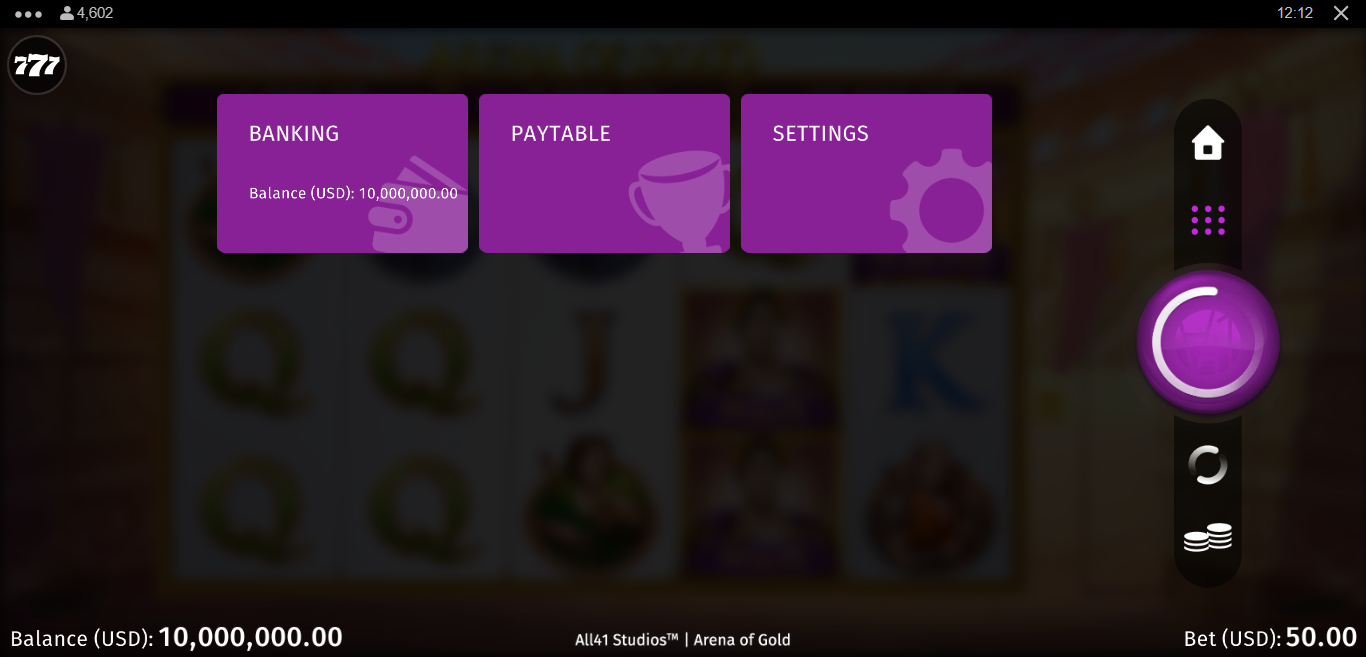 4,602
12:12
777
BANKING
Balance (USD): 10,000,000.00
PAYTABLE
SETTINGS
Q
Q
J
K
Q
Q
Balance (USD): 10,000,000.00
All41 Studios™ | Arena of Gold
Bet (USD): 50.00